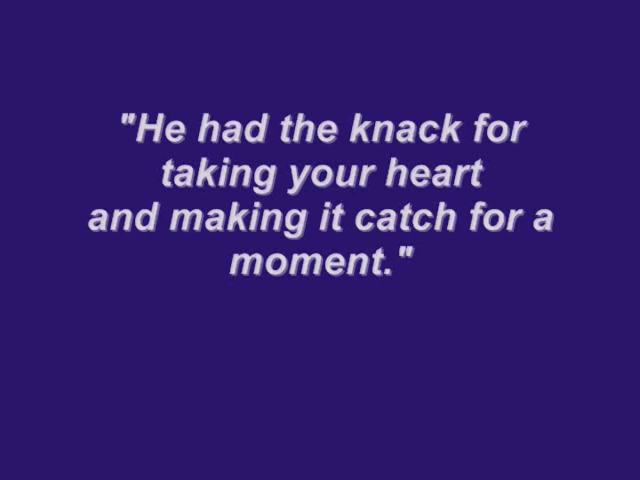 "He had the knack for
taking your heart
and making it catch for a
moment."